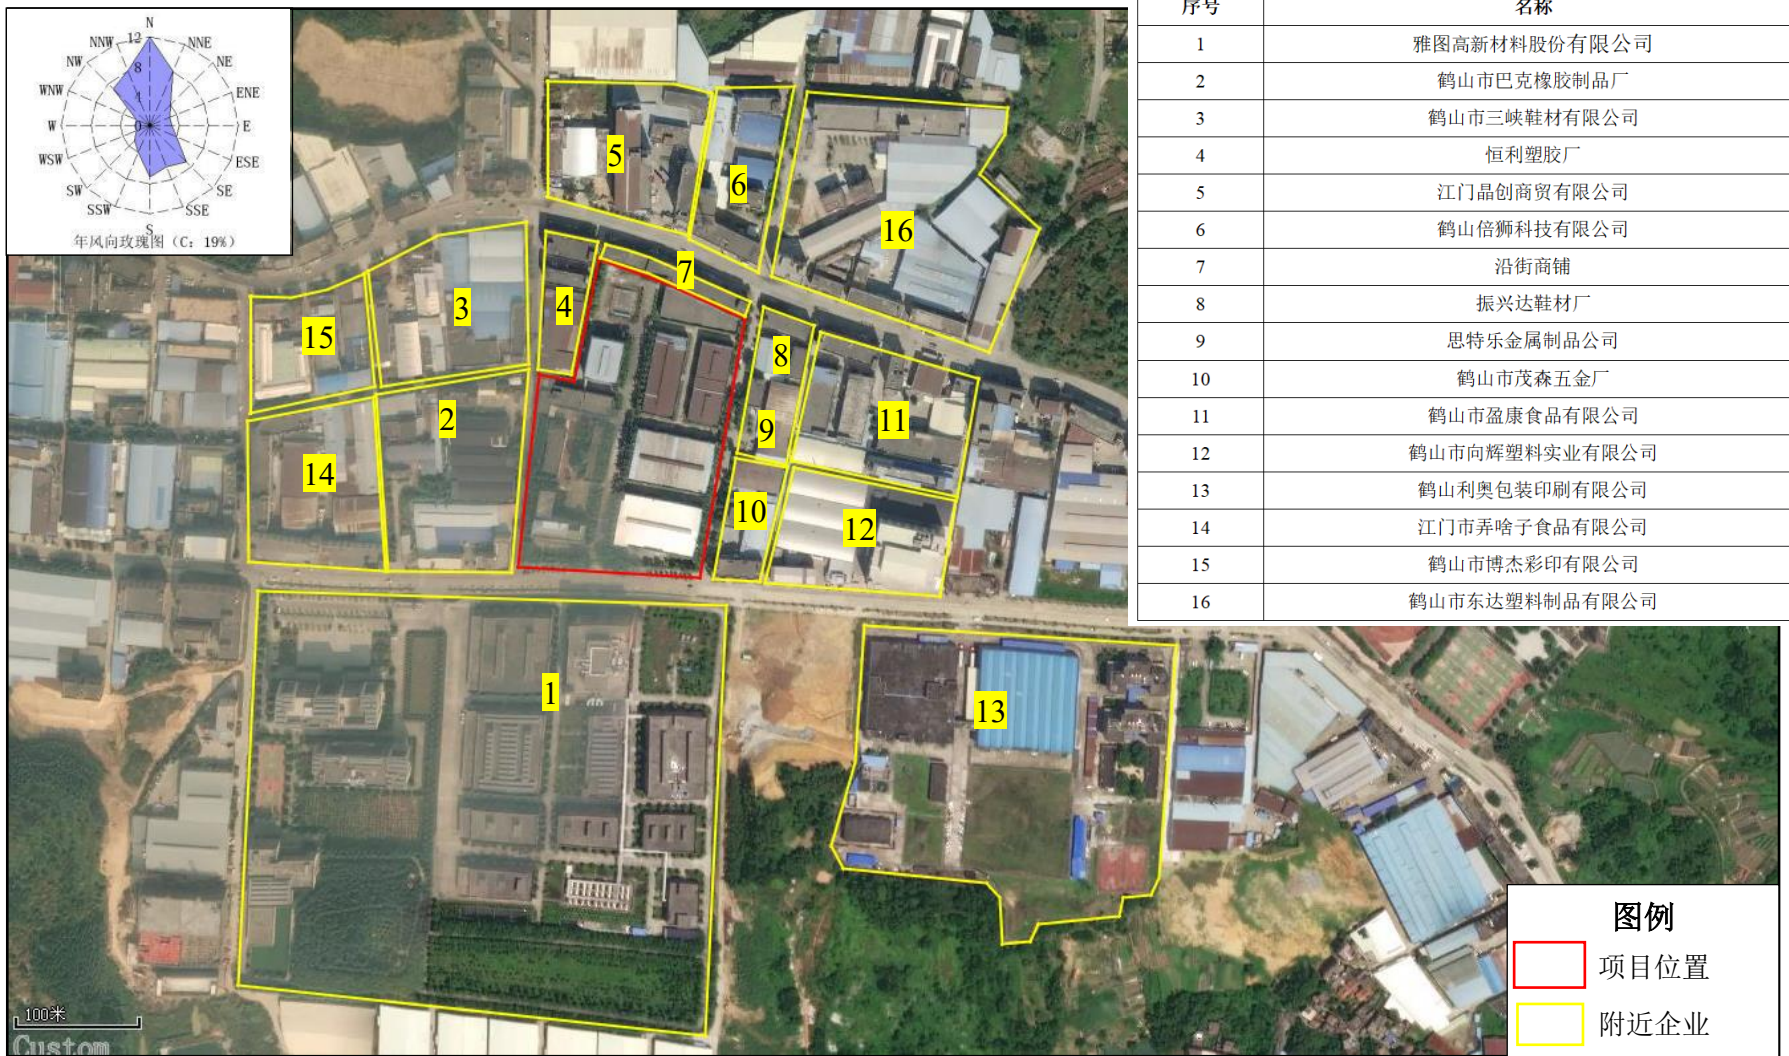 N
NNE
NE
ENE
E
ESE
SE
SSE
S
SSW
SW
WSW
W
WNW
NW
NNW
12
8
4
0
年风向玫瑰图(C: 19%)
序号 名称
1 雅图高新材料股份有限公司
2 鹤山市巴克橡胶制品厂
3 鹤山市三峡鞋材有限公司
4 恒利塑胶厂
5 江门晶创商贸有限公司
6 鹤山倍狮科技有限公司
7 沿街商铺
8 振兴达鞋材厂
9 思特乐金属制品公司
10 鹤山市茂森五金厂
11 鹤山市盈康食品有限公司
12 鹤山市向辉塑料实业有限公司
13 鹤山利奥包装印刷有限公司
14 江门市弄啥子食品有限公司
15 鹤山市博杰彩印有限公司
16 鹤山市东达塑料制品有限公司
5
6
16
7
3
4
15
8
2
9
11
14
10
12
1
13
图例
项目位置
附近企业
100米
Custom